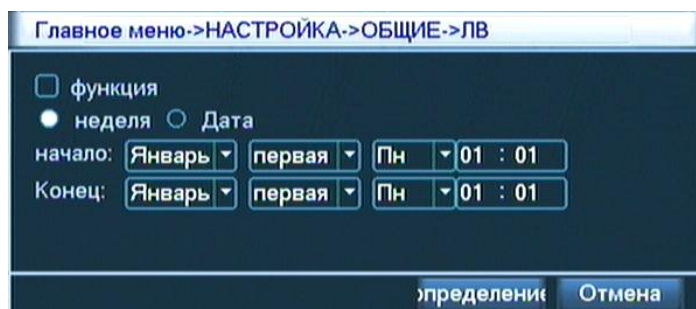 Главное меню->НАСТРОЙКА->ОБЩИЕ->ЛВ
функция
неделя Дата
начало: Январь первая Пн 01 : 01
Конец: Январь первая Пн 01 : 01
определение Отмена